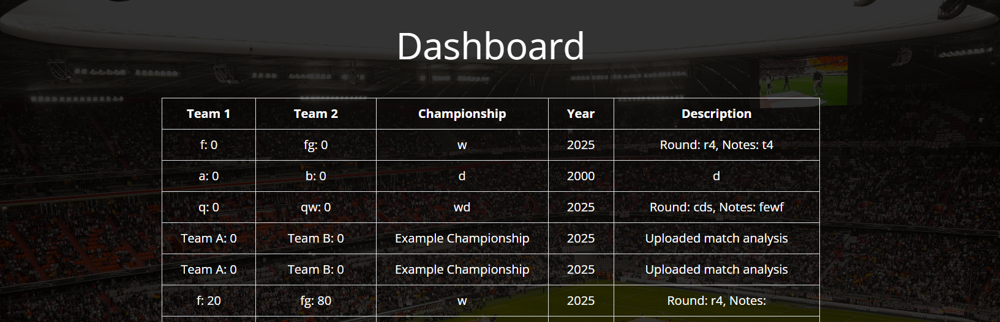 Dashboard
Team 1 Team 2 Championship Year Description
f: 0 fg: 0 w 2025 Round: r4, Notes: t4
a: 0 b: 0 d 2000 d
q: 0 qw: 0 wd 2025 Round: cds, Notes: fewf
Team A: 0 Team B: 0 Example Championship 2025 Uploaded match analysis
Team A: 0 Team B: 0 Example Championship 2025 Uploaded match analysis
f: 20 fg: 80 w 2025 Round: r4, Notes: